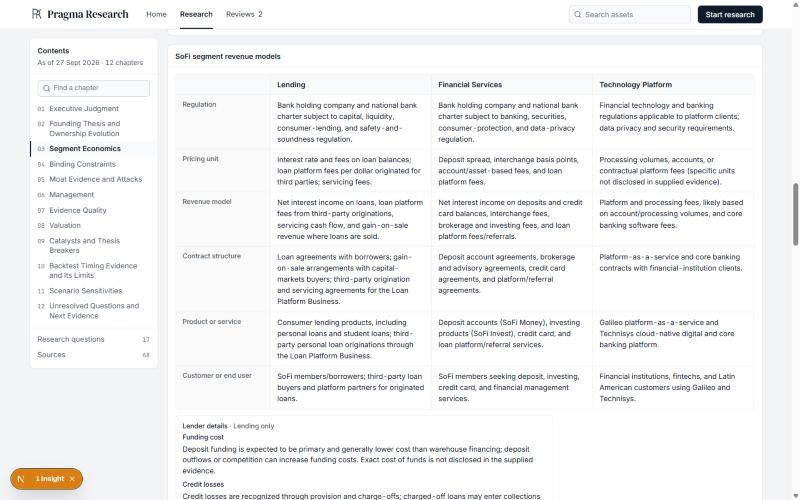 Pragma Research
Home
Research
Reviews 2
Search assets
Start research
Contents
As of 27 Sept 2026 · 12 chapters
Find a chapter
01 Executive Judgment
02 Founding Thesis and
Ownership Evolution
03 Segment Economics
04 Binding Constraints
05 Moat Evidence and Attacks
06 Management
07 Evidence Quality
08 Valuation
09 Catalysts and Thesis
Breakers
10 Backtest Timing Evidence
and Its Limits
11 Scenario Sensitivities
12 Unresolved Questions and
Next Evidence
Research questions 17
Sources 68
SoFi segment revenue models
Lending
Financial Services
Technology Platform
Regulation
Bank holding company and national bank
charter subject to capital, liquidity,
consumer-lending, and safety-and-
soundness regulation.
Bank holding company and national bank
charter subject to banking, securities,
consumer-protection, and data-privacy
regulation.
Financial technology and banking
regulations applicable to platform clients;
data privacy and security requirements.
Pricing unit
Interest rate and fees on loan balances;
loan platform fees per dollar originated for
third parties; servicing fees.
Deposit spread, interchange basis points,
account/asset-based fees, and loan
platform fees.
Processing volumes, accounts, or
contractual platform fees (specific units
not disclosed in supplied evidence).
Revenue model
Net interest income on loans, loan platform
fees from third-party originations,
servicing cash flow, and gain-on-sale
revenue where loans are sold.
Net interest income on deposits and credit
card balances, interchange fees,
brokerage and investing fees, and loan
platform fees/referrals.
Platform and processing fees, likely based
on account/processing volumes, and core
banking software fees.
Contract structure
Loan agreements with borrowers; gain-
on-sale arrangements with capital-
markets buyers; third-party origination
and servicing agreements for the Loan
Platform Business.
Deposit account agreements, brokerage
and advisory agreements, credit card
agreements, and platform/referral
agreements.
Platform-as-a-service and core banking
contracts with financial-institution clients.
Product or service
Consumer lending products, including
personal loans and student loans; third-
party personal loan originations through
the Loan Platform Business.
Deposit accounts (SoFi Money), investing
products (SoFi Invest), credit card, and
loan platform/referral services.
Galileo platform-as-a-service and
Technisys cloud-native digital and core
banking platform.
Customer or end user
SoFi members/borrowers; third-party loan
buyers and platform partners for originated
loans.
SoFi members seeking deposit, investing,
credit card, and financial management
services.
Financial institutions, fintechs, and Latin
American customers using Galileo and
Technisys.
Lender details · Lending only
Funding cost
Deposit funding is expected to be primary and generally lower cost than warehouse financing; deposit
outflows or competition can increase funding costs. Exact cost of funds is not disclosed in the supplied
evidence.
Credit losses
Credit losses are recognized through provision and charge-offs; charged-off loans may enter collections
N 1 Insight ×